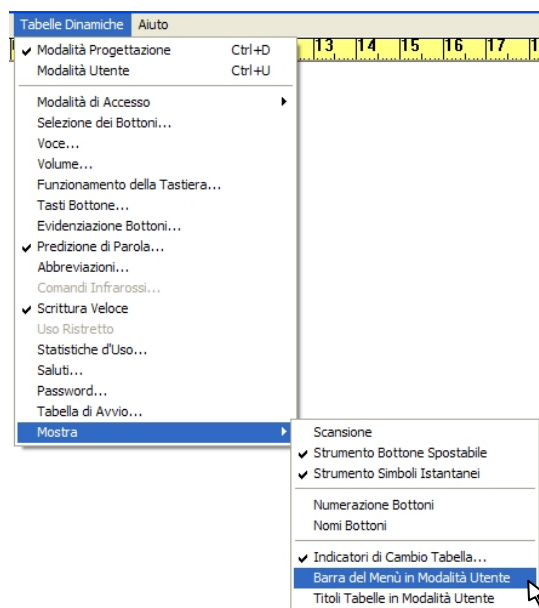 Tabelle Dinamiche Aiuto
13 14 15 16 17
Modalità Progettazione Ctrl+D
Modalità Utente Ctrl+U
Modalità di Accesso
Selezione dei Bottoni...
Voce...
Volume...
Funzionamento della Tastiera...
Tasti Bottone...
Evidenziazione Bottoni...
Predizione di Parola...
Abbreviazioni...
Comandi Infrarossi...
Scrittura Veloce
Uso Ristretto
Statistiche d'Uso...
Saluti...
Password...
Tabella di Avvio...
Mostra
Scansione
Strumento Bottone Spostabile
Strumento Simboli Istantanei
Numerazione Bottoni
Nomi Bottoni
Indicatori di Cambio Tabella...
Barra del Menù in Modalità Utente
Titoli Tabelle in Modalità Utente